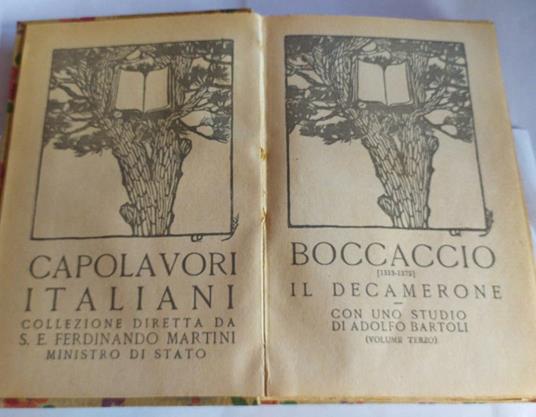 CAPOLAVORI
ITALIANI
COLLEZIONE DIRETTA DA
S. E. FERDINANDO MARTINI
MINISTRO DI STATO
BOCCACCIO
[1313-1375]
IL DECAMERONE
CON UNO STUDIO
DI ADOLFO BARTOLI
(VOLUME TERZO)